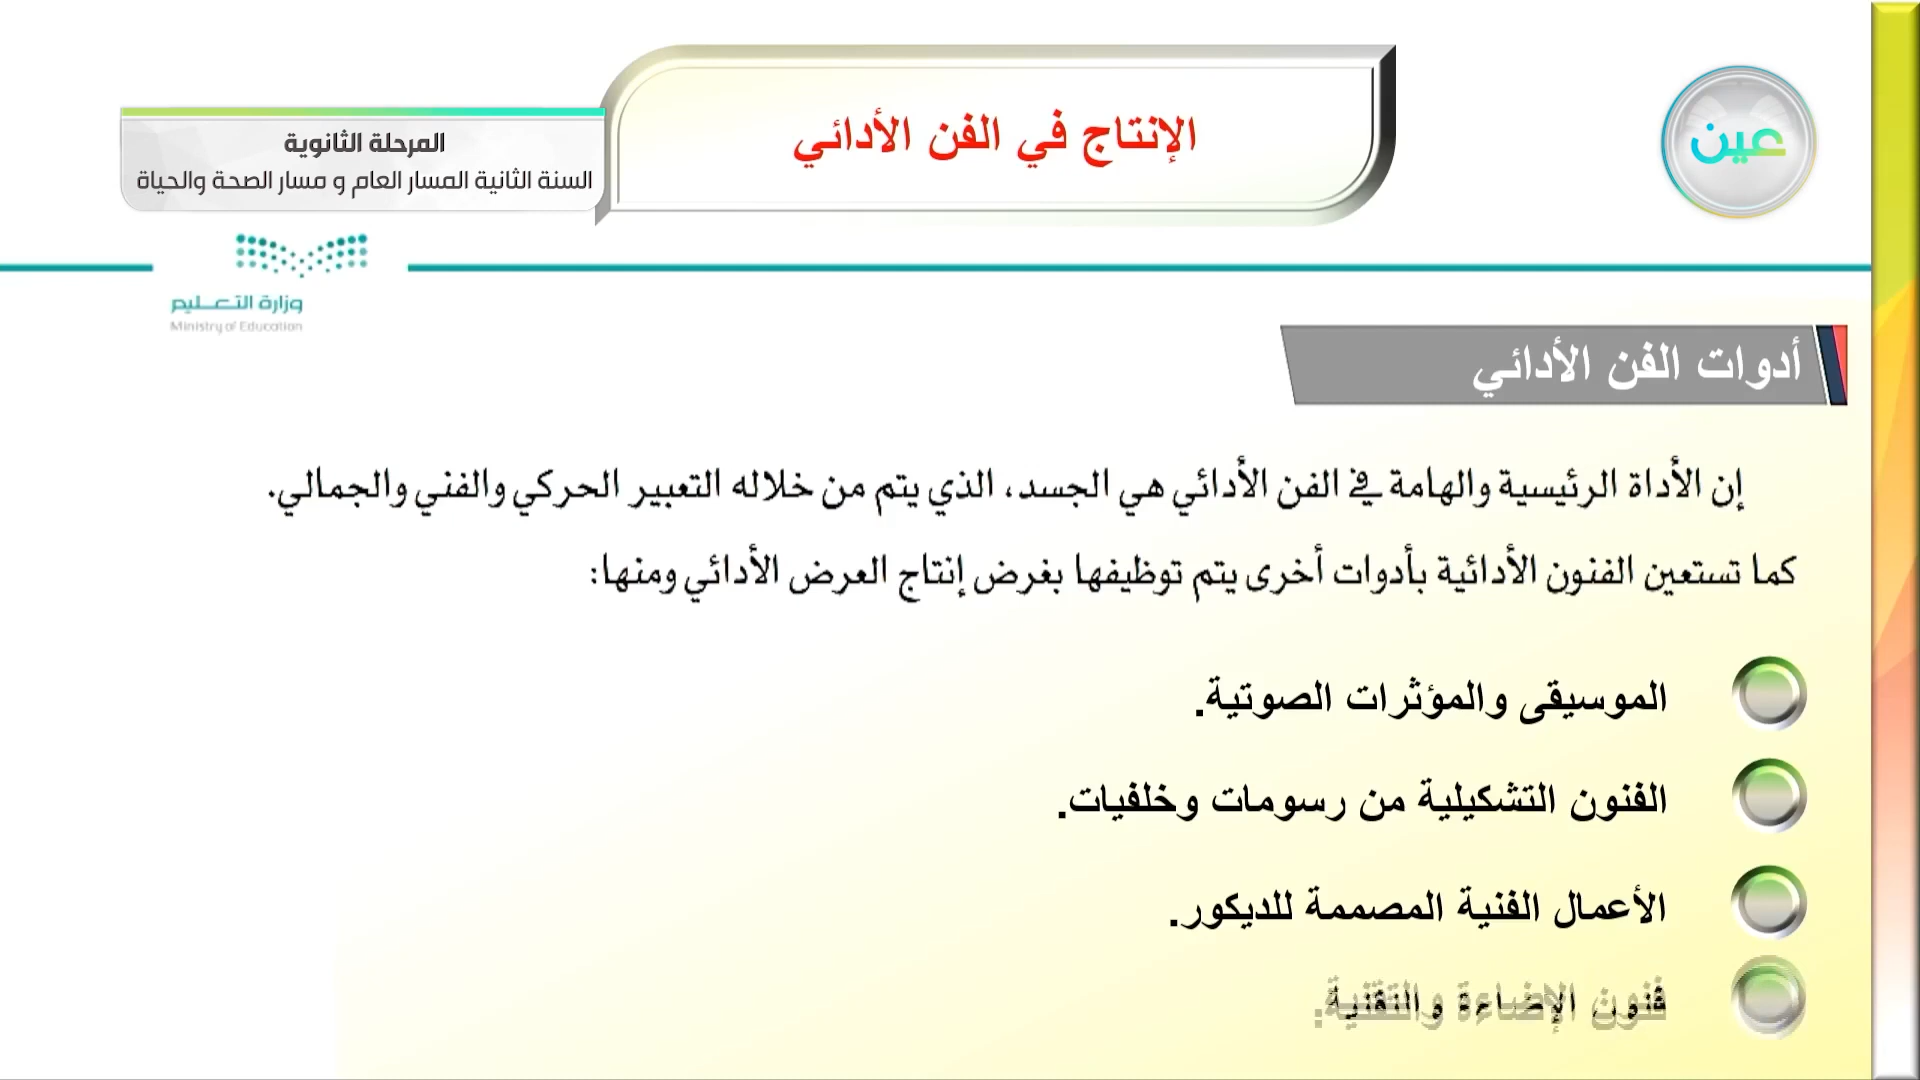 عين
الإنتاج في الفن الأدائي
المرحلة الثانوية
السنة الثانية المسار العام و مسار الصحة والحياة
وزارة التعـــليم
Ministry of Education
أدوات الفن الأدائي
إن الأداة الرئيسية والهامة في الفن الأدائي هي الجسد، الذي يتم من خلاله التعبير الحركي والفني والجمالي.
كما تستعين الفنون الأدائية بأدوات أخرى يتم توظيفها بغرض إنتاج العرض الأدائي ومنها:
الموسيقى والمؤثرات الصوتية.
الفنون التشكيلية من رسومات وخلفيات.
الأعمال الفنية المصممة للديكور.
فنون الإضاءة والتقنية.